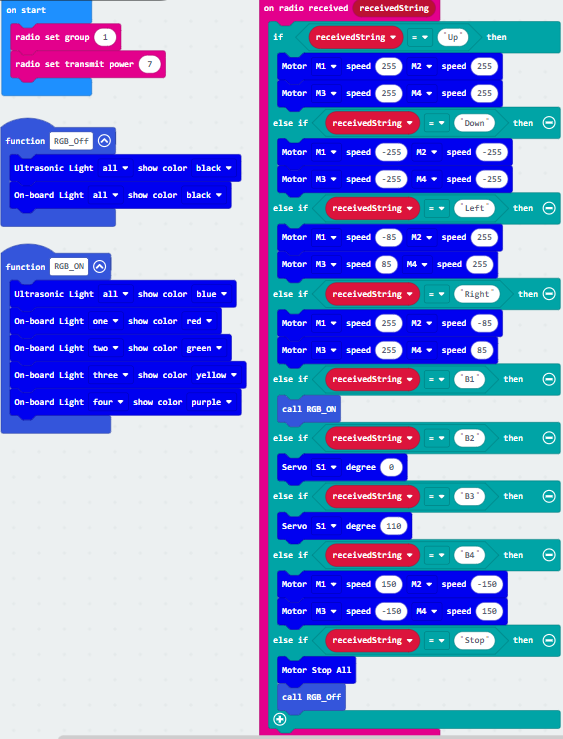 on start
radio set group 1
radio set transmit power 7
function RGB_Off
Ultrasonic Light all show color black
On-board Light all show color black
function RGB_ON
Ultrasonic Light all show color blue
On-board Light one show color red
On-board Light two show color green
On-board Light three show color yellow
On-board Light four show color purple
on radio received receivedString
if receivedString = "Up" then
Motor M1 speed 255 M2 speed 255
Motor M3 speed 255 M4 speed 255
else if receivedString = "Down" then
Motor M1 speed -255 M2 speed -255
Motor M3 speed -255 M4 speed -255
else if receivedString = "Left" then
Motor M1 speed -85 M2 speed 255
Motor M3 speed 85 M4 speed 255
else if receivedString = "Right" then
Motor M1 speed 255 M2 speed -85
Motor M3 speed 255 M4 speed 85
else if receivedString = "B1" then
call RGB_ON
else if receivedString = "B2" then
Servo S1 degree 0
else if receivedString = "B3" then
Servo S1 degree 110
else if receivedString = "B4" then
Motor M1 speed 150 M2 speed -150
Motor M3 speed -150 M4 speed 150
else if receivedString = "Stop" then
Motor Stop All
call RGB_Off